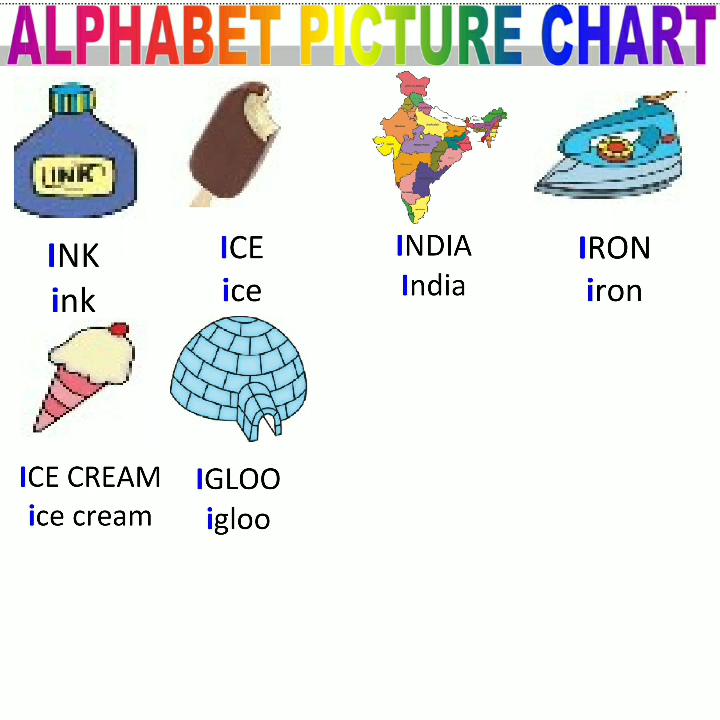 ALPHABET PICTURE CHART
INK
INK
ink
ICE
ice
INDIA
India
IRON
iron
ICE CREAM
ice cream
IGLOO
igloo